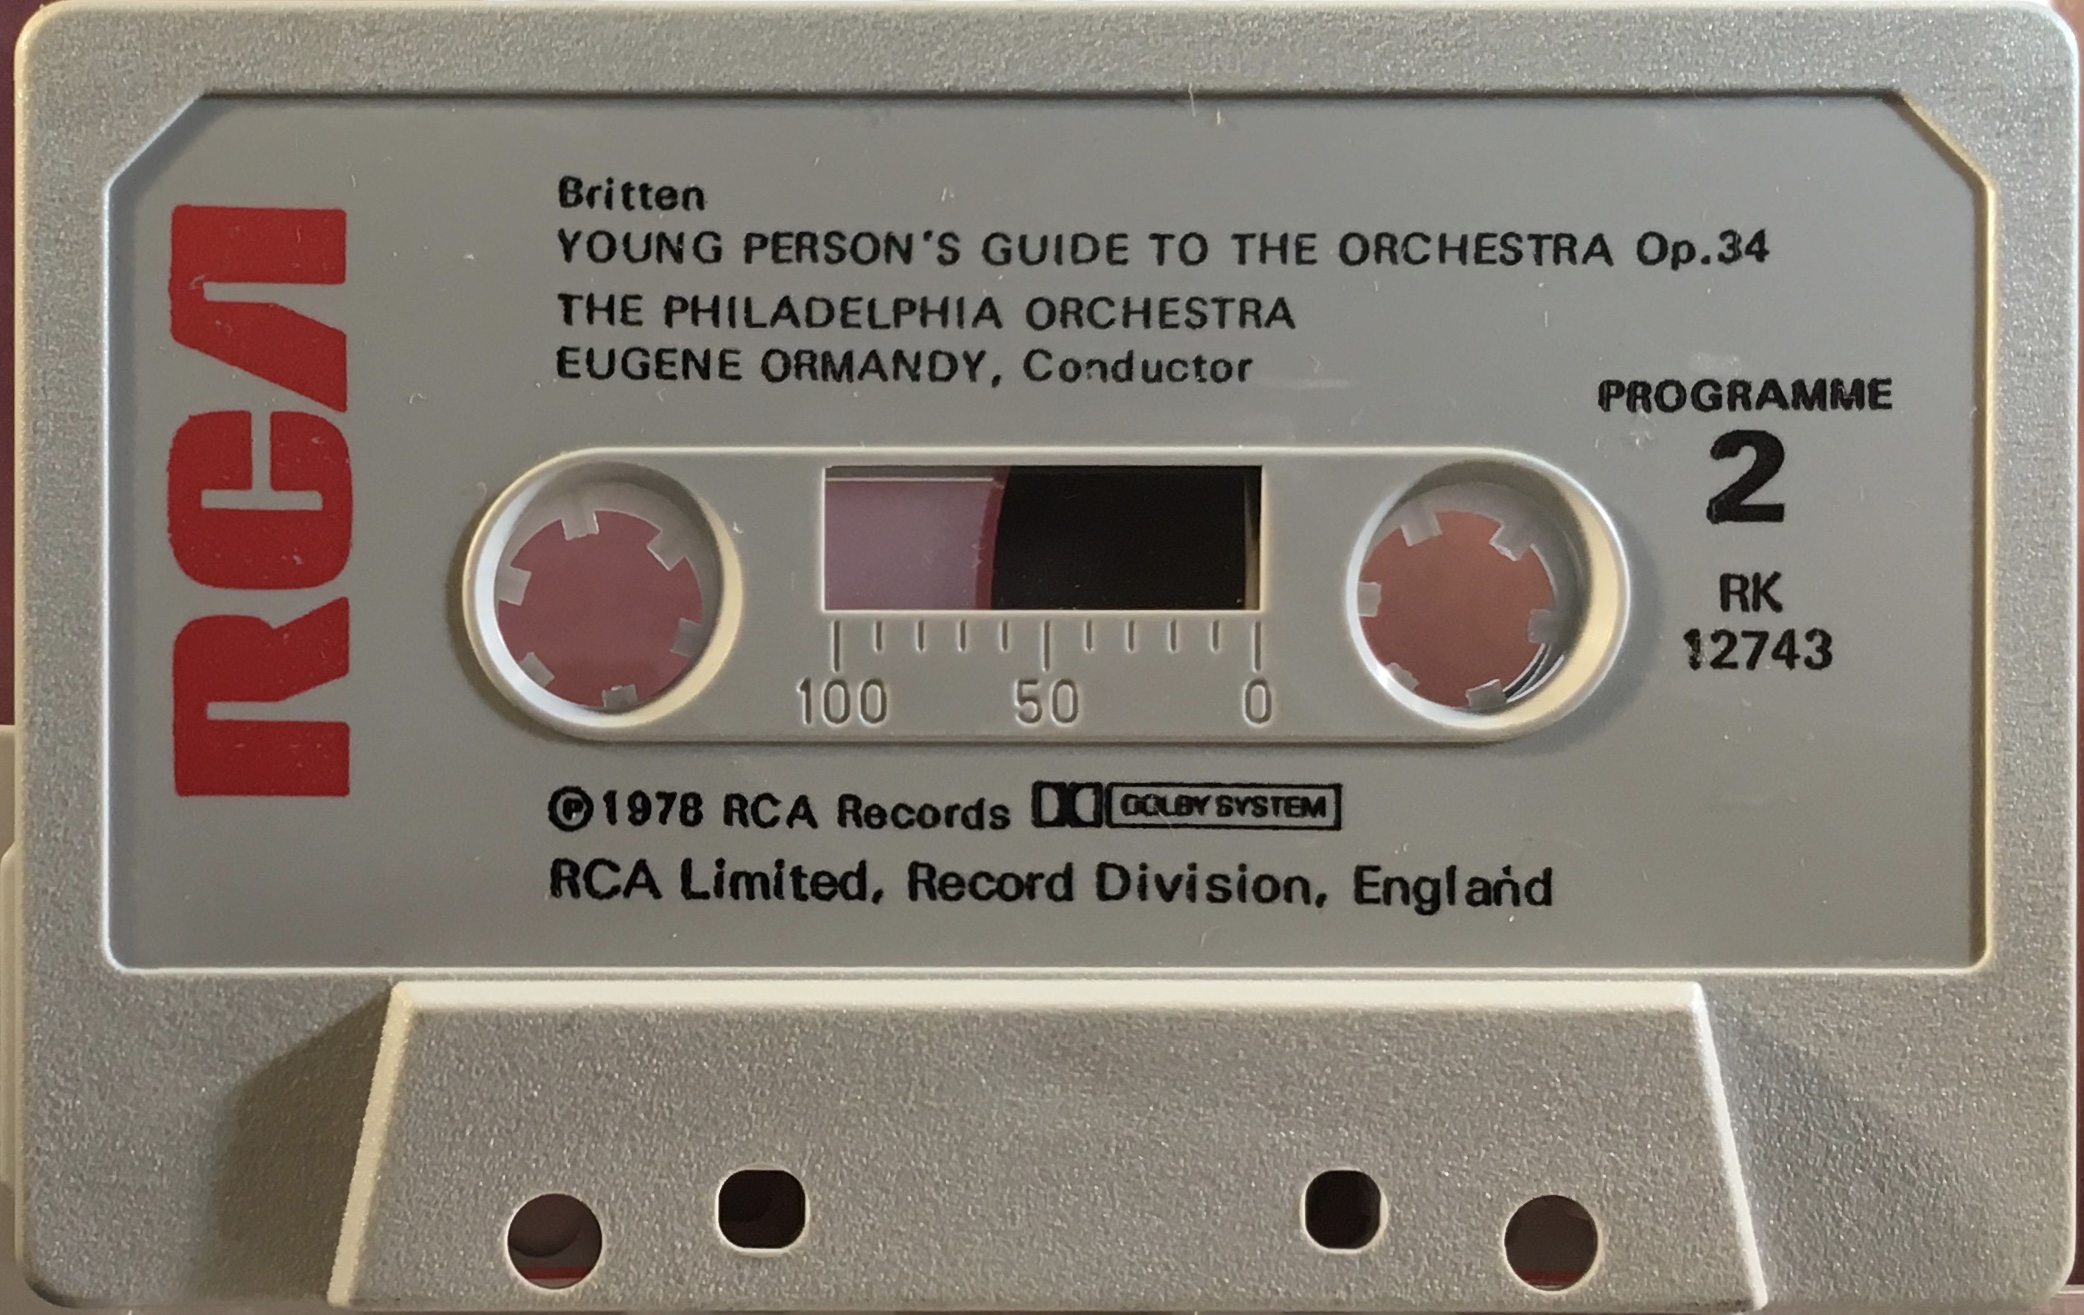 RCA
Britten
YOUNG PERSON'S GUIDE TO THE ORCHESTRA Op.34
THE PHILADELPHIA ORCHESTRA
EUGENE ORMANDY, Conductor
PROGRAMME
2
RK
12743
100 50 0
℗1978 RCA Records DOLBY SYSTEM
RCA Limited, Record Division, England